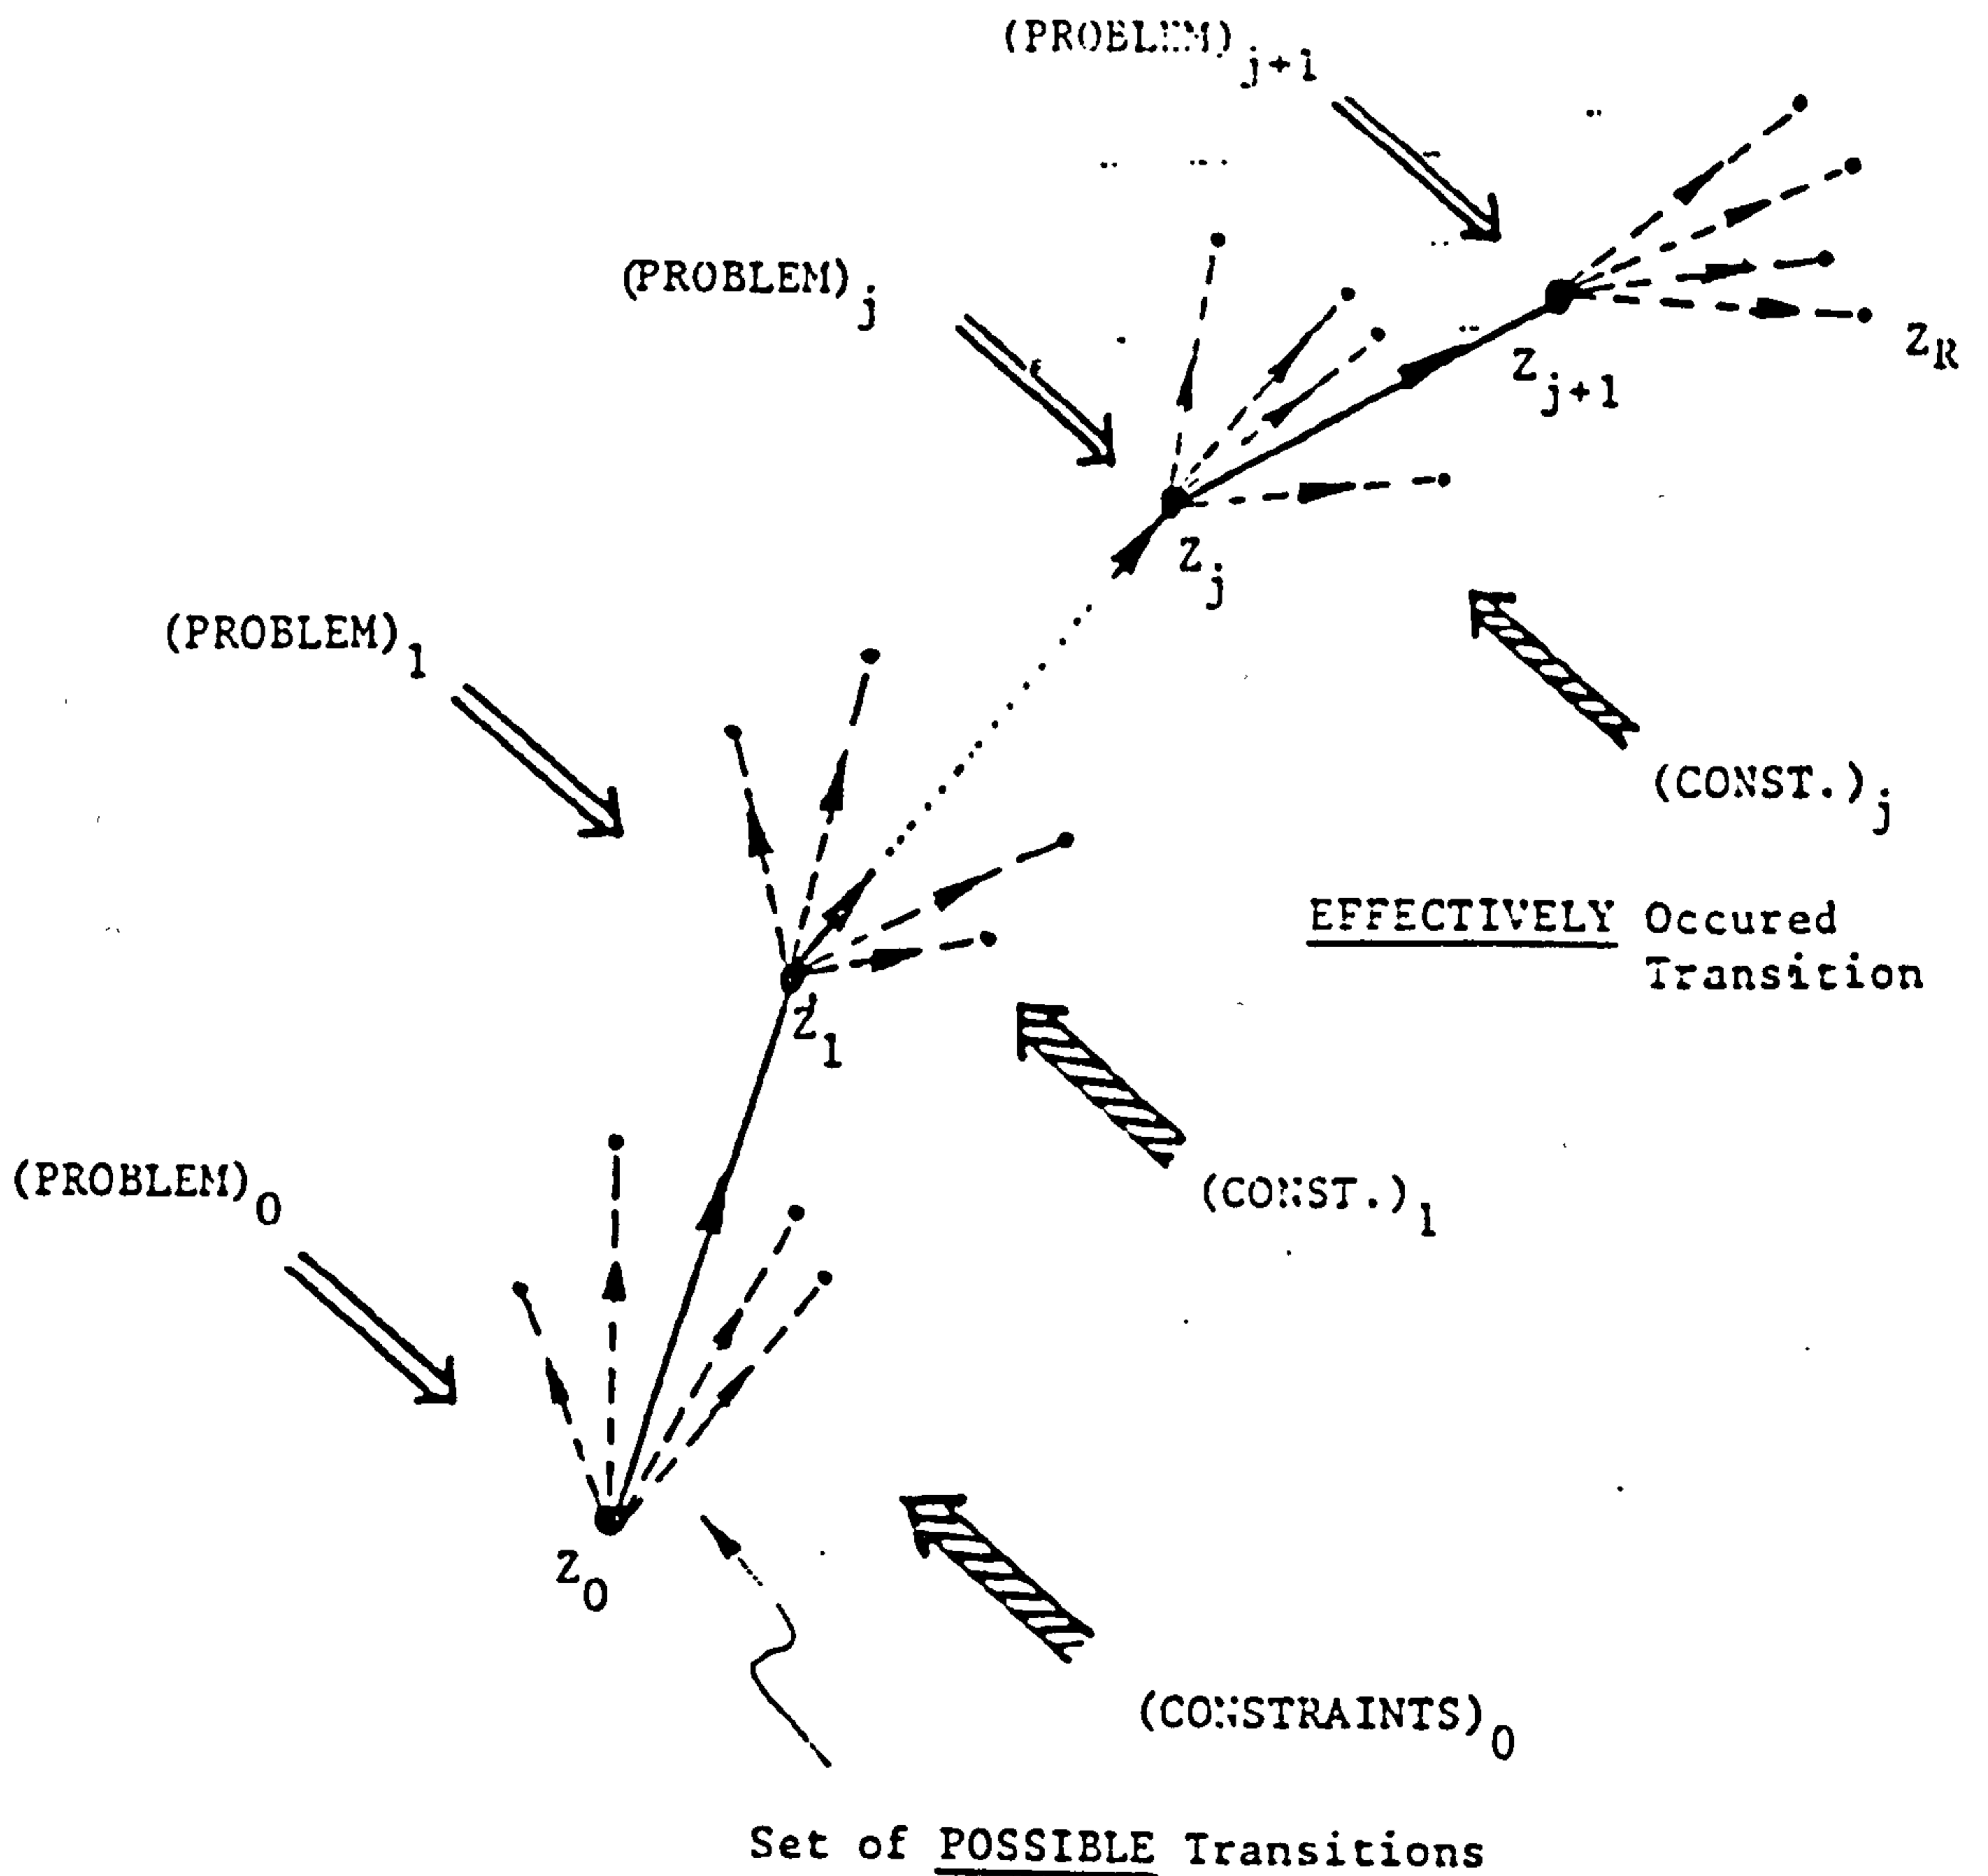 (PROBLEM)j+1
(PROBLEM)j
zR
zj+1
zj
(PROBLEM)1
(CONST.)j
EFFECTIVELY Occured
Transition
z1
(PROBLEM)0
(CONST.)1
z0
(CONSTRAINTS)0
Set of POSSIBLE Transitions